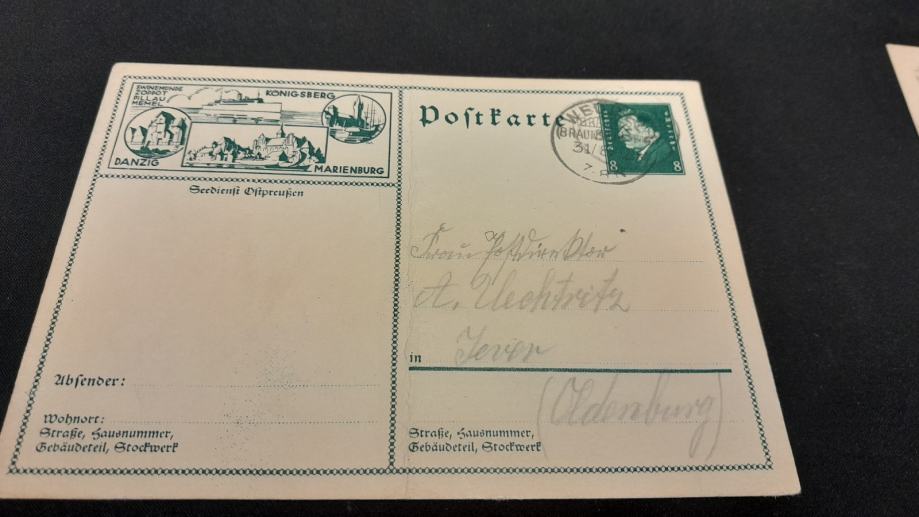 SWINEMÜNDE
ZOPPOT
PILLAU
MEMEL
KÖNIGSBERG
DANZIG
MARIENBURG
Seedienst Ostpreußen
Absender:
Wohnort:
Straße, Hausnummer,
Gebäudeteil, Stockwerk
Postkarte
31/
8 8
Frau Postdirektor
A. Uechtritz
in Jever
(Oldenburg)
Straße, Hausnummer,
Gebäudeteil, Stockwerk